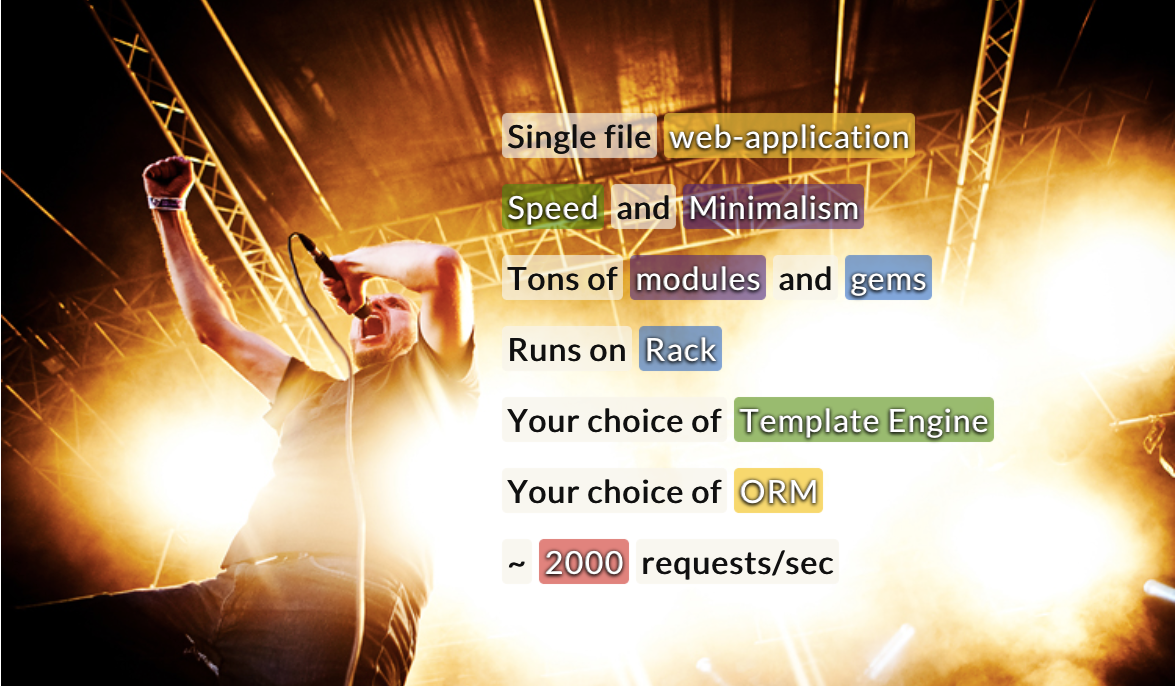 Single file web-application
Speed and Minimalism
Tons of modules and gems
Runs on Rack
Your choice of Template Engine
Your choice of ORM
~ 2000 requests/sec